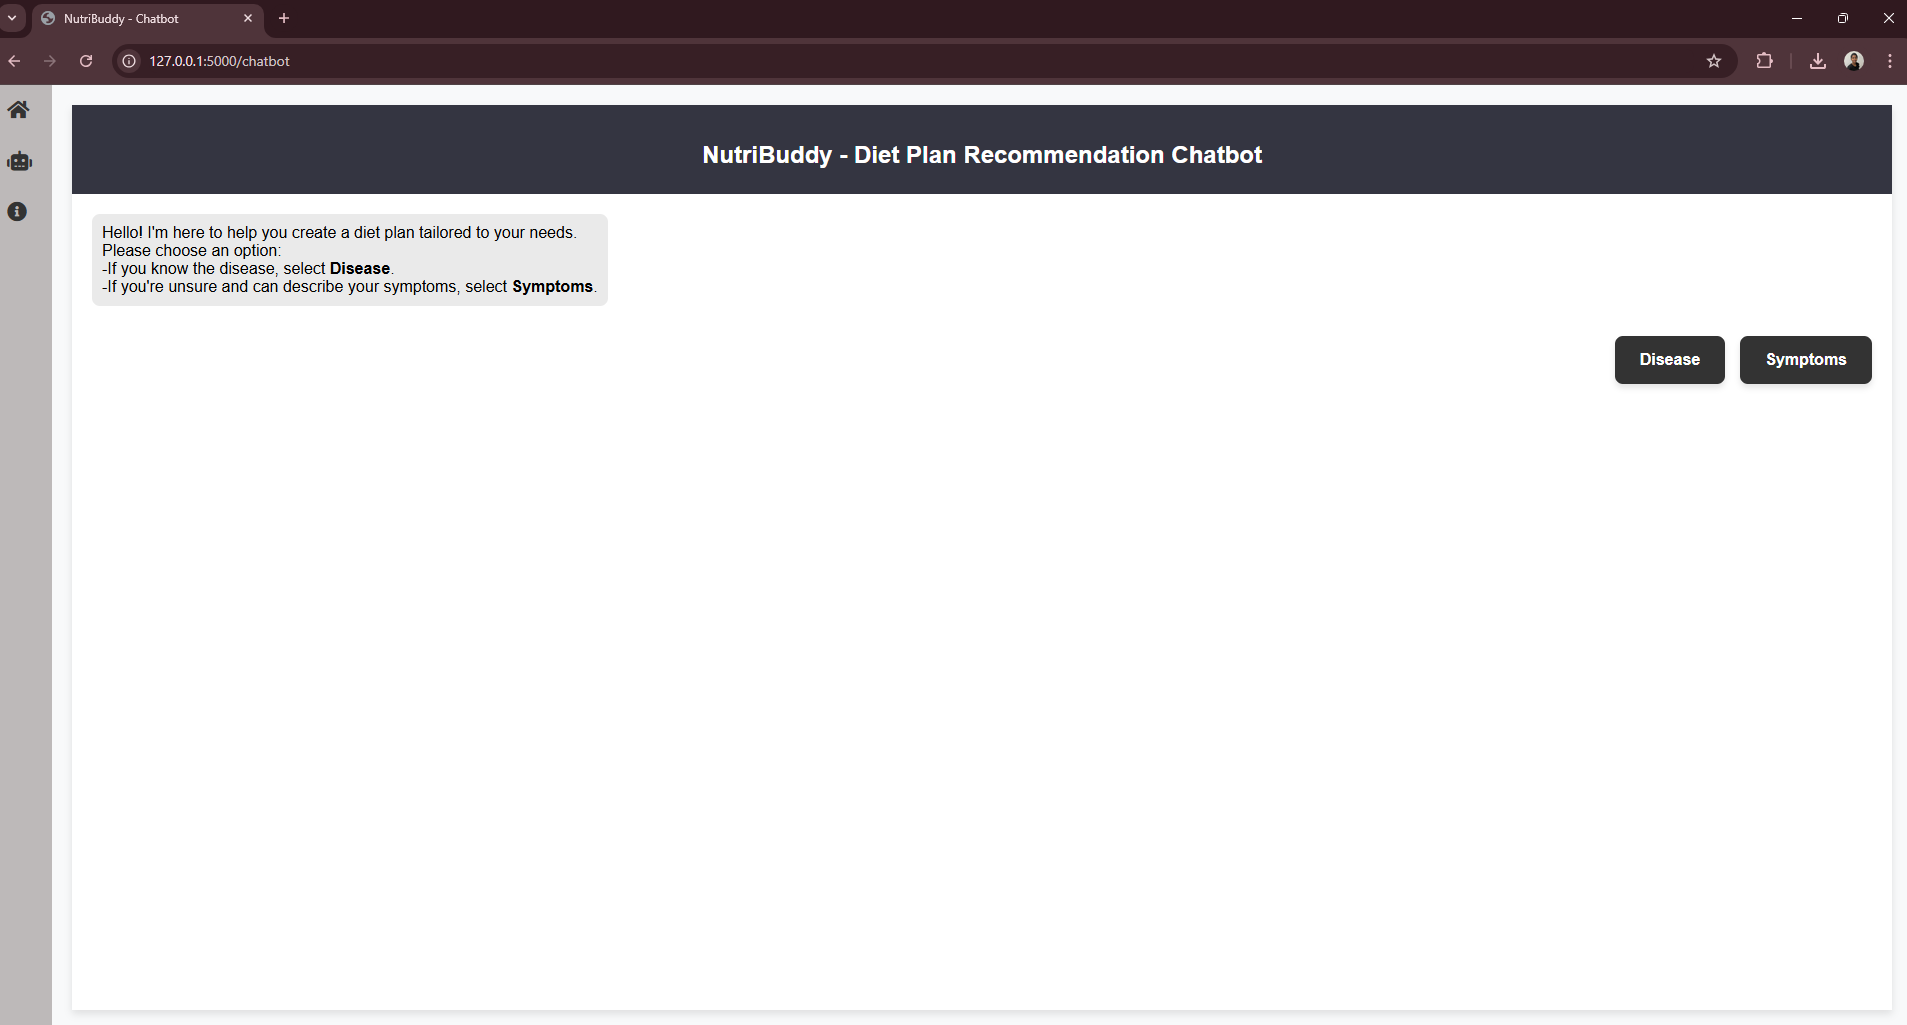 NutriBuddy - Chatbot
127.0.0.1:5000/chatbot
NutriBuddy - Diet Plan Recommendation Chatbot
Hello! I'm here to help you create a diet plan tailored to your needs.
Please choose an option:
-If you know the disease, select Disease.
-If you're unsure and can describe your symptoms, select Symptoms.
Disease
Symptoms